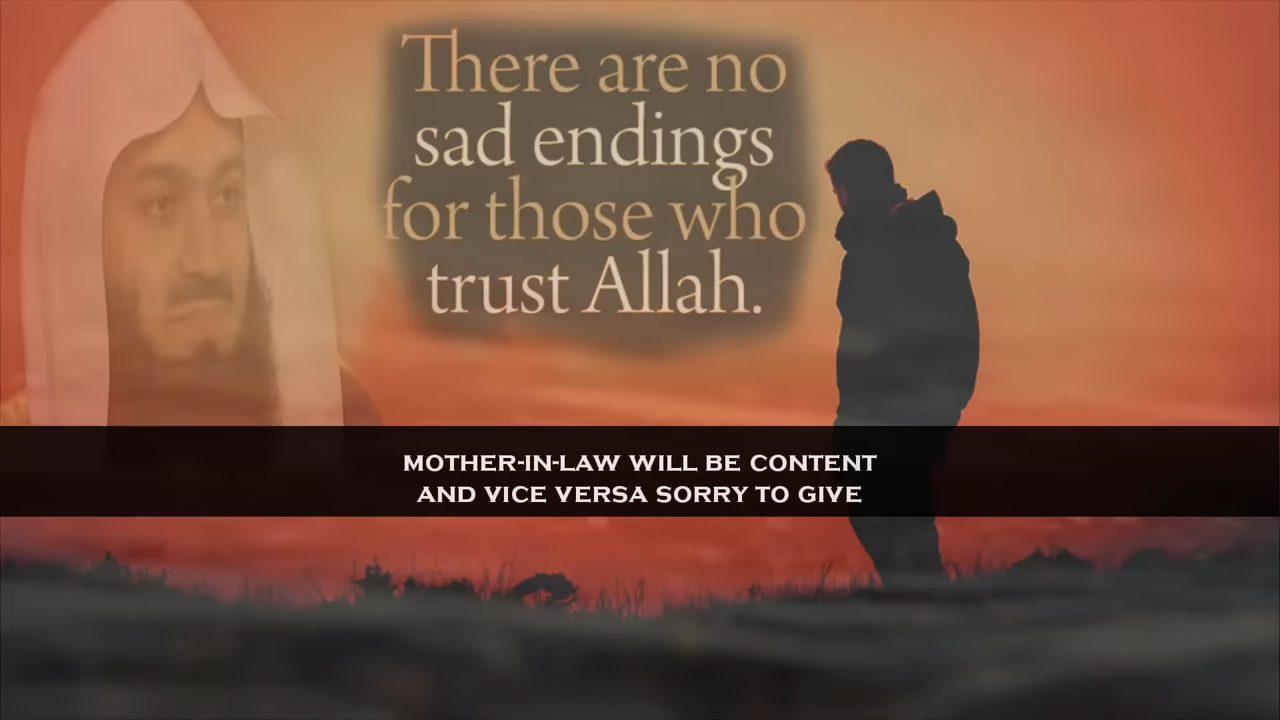 There are no
sad endings
for those who
trust Allah.
MOTHER-IN-LAW WILL BE CONTENT
AND VICE VERSA SORRY TO GIVE